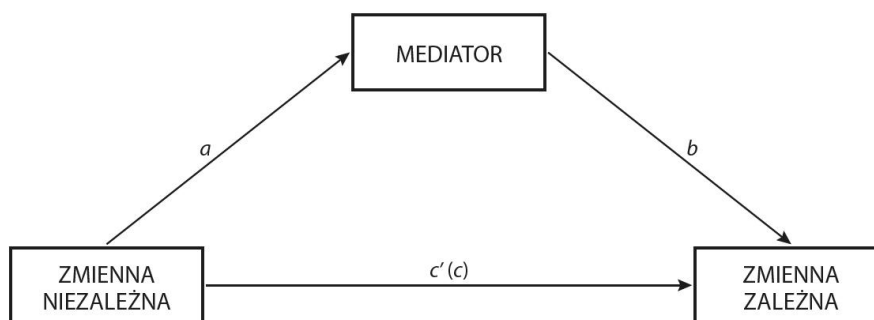 MEDIATOR
a
b
c’ (c)
ZMIENNA
NIEZALEŻNA
ZMIENNA
ZALEŻNA